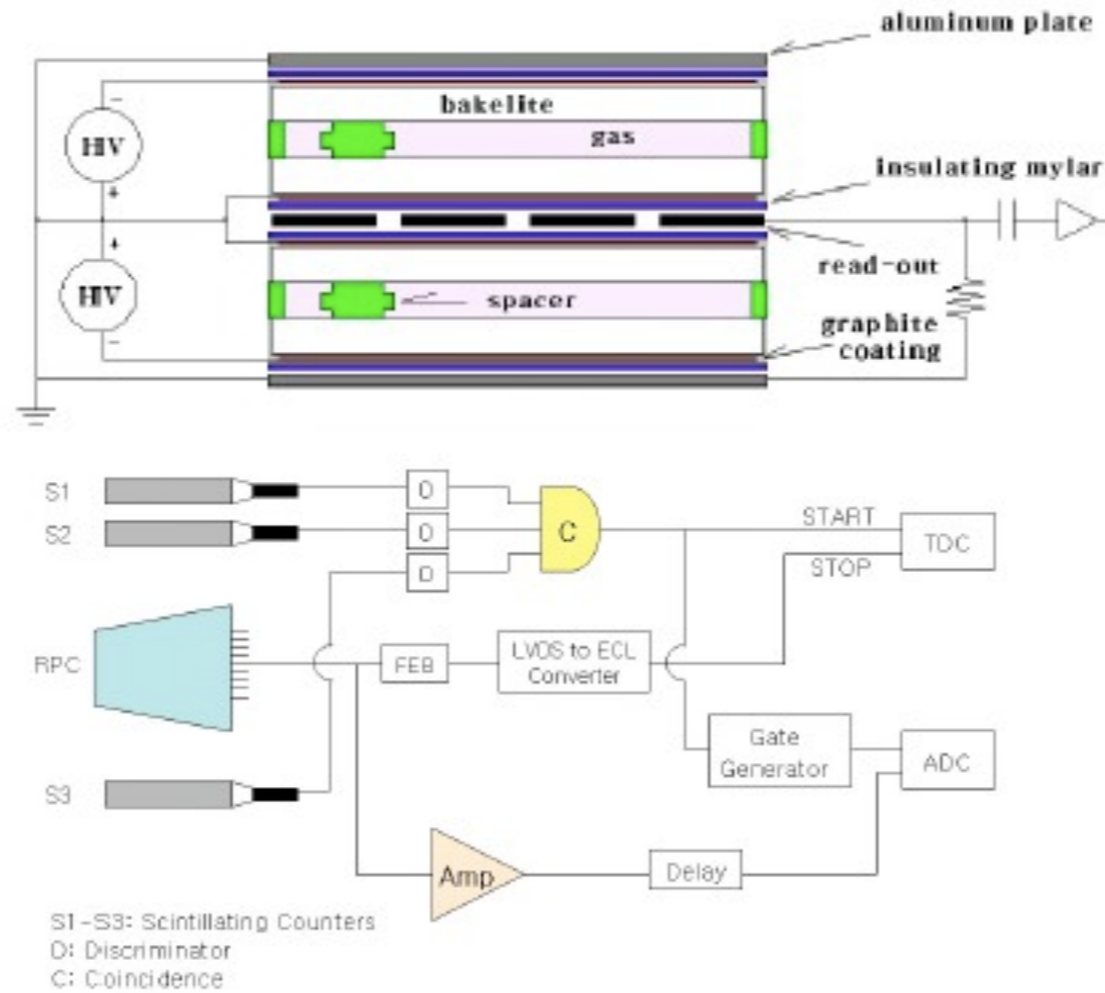 aluminum plate
−
bakelite
HV
gas
+
insulating mylar
+
read-out
HV
spacer
−
graphite
coating
S1
D
S2
D
C
START
TDC
D
STOP
RPC
FEB
LVDS to ECL
Converter
Gate
Generator
ADC
S3
Amp
Delay
S1-S3: Scintillating Counters
D: Discriminator
C: Coincidence